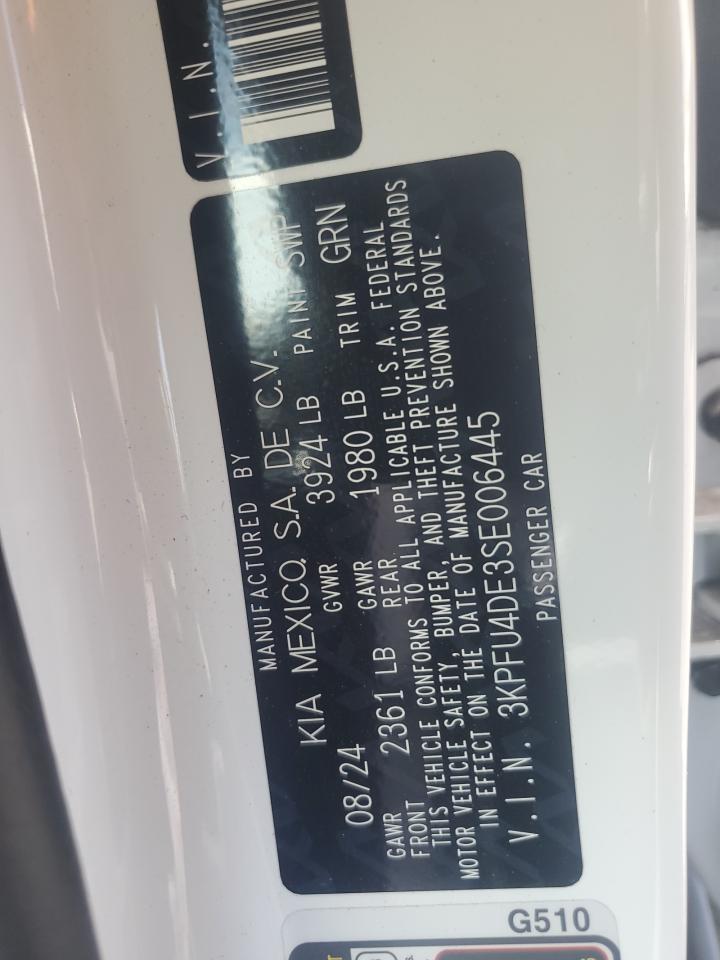 V.I.N.
MANUFACTURED BY
KIA MEXICO, S.A. DE C.V.
08/24 GVWR 3924 LB PAINT SWP
GAWR FRONT 2361 LB GAWR REAR 1980 LB TRIM GRN
THIS VEHICLE CONFORMS TO ALL APPLICABLE U.S.A. FEDERAL
MOTOR VEHICLE SAFETY, BUMPER, AND THEFT PREVENTION STANDARDS
IN EFFECT ON THE DATE OF MANUFACTURE SHOWN ABOVE.
V.I.N. 3KPFU4DE3SE006445
PASSENGER CAR
G510